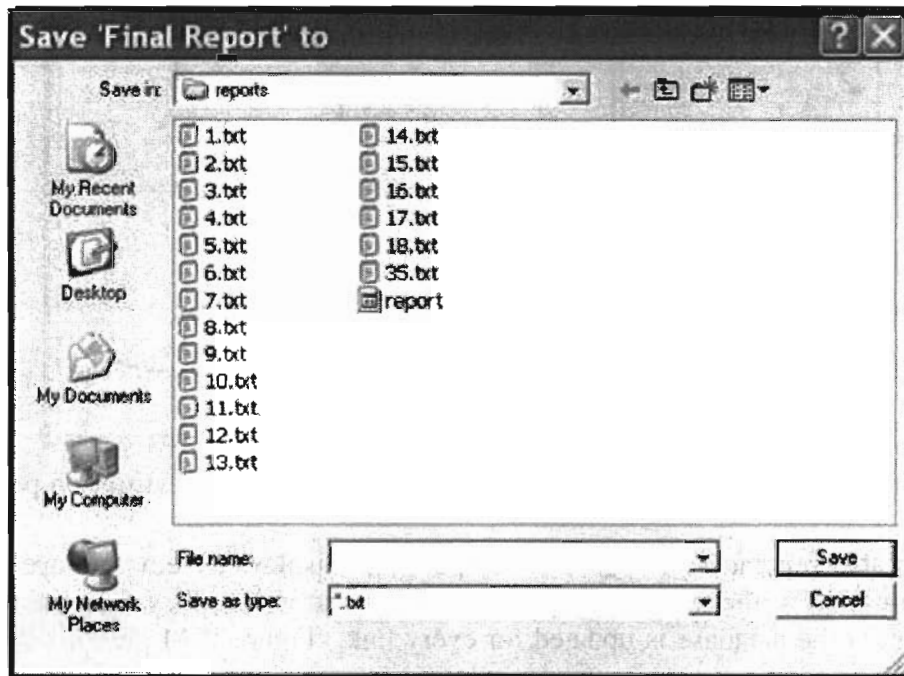 Save 'Final Report' to
Save in: reports
My Recent
Documents
Desktop
My Documents
My Computer
My Network
Places
1.txt
2.txt
3.txt
4.txt
5.txt
6.txt
7.txt
8.txt
9.txt
10.txt
11.txt
12.txt
13.txt
14.txt
15.txt
16.txt
17.txt
18.txt
35.txt
report
File name:
Save
Save as type: *.txt
Cancel